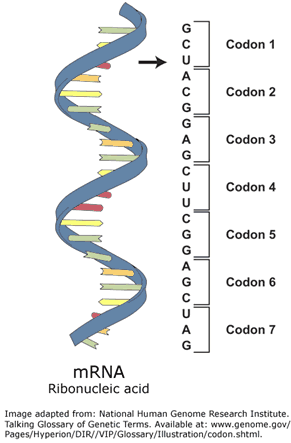 G
C Codon 1
U
A
C Codon 2
G
G
A Codon 3
G
C
U Codon 4
U
C
G Codon 5
G
A
G Codon 6
C
U
A Codon 7
G
mRNA
Ribonucleic acid
Image adapted from: National Human Genome Research Institute.
Talking Glossary of Genetic Terms. Available at: www.genome.gov/
Pages/Hyperion/DIR//VIP/Glossary/Illustration/codon.shtml.